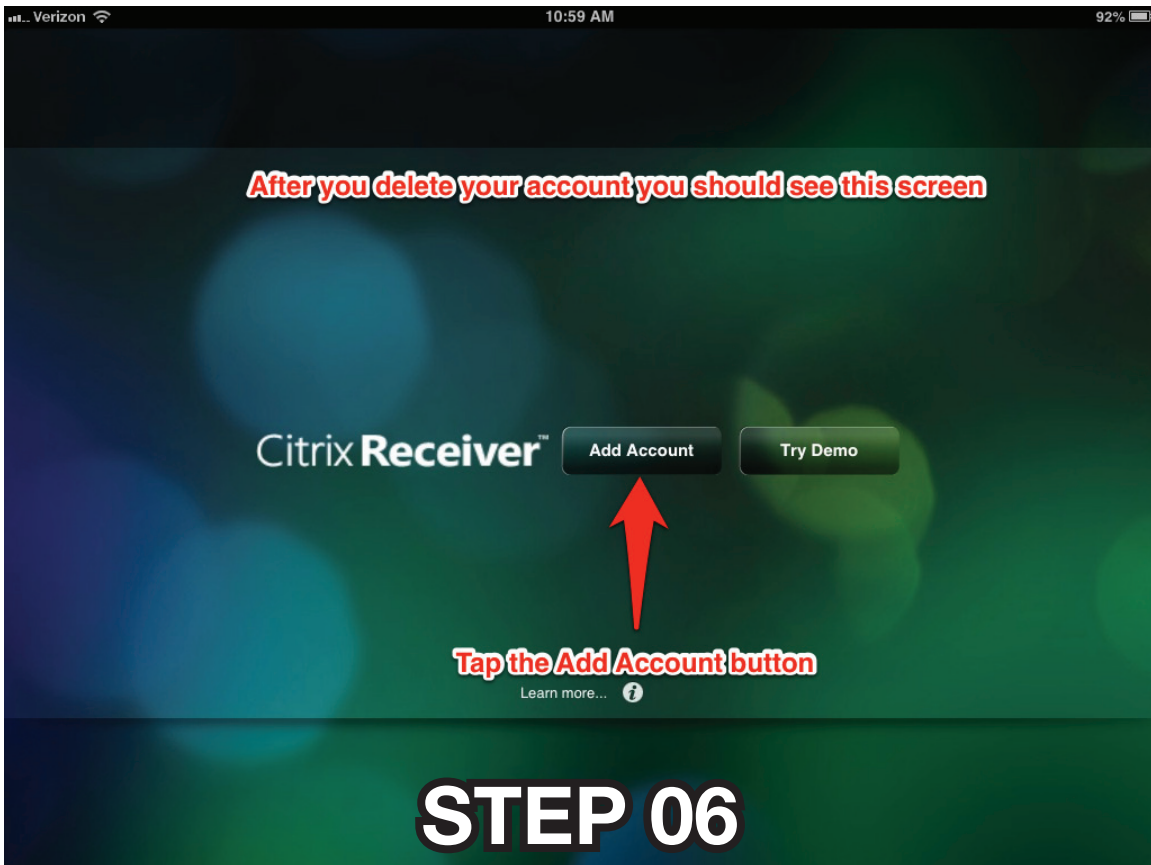 Verizon 10:59 AM 92%
After you delete your account you should see this screen
Citrix Receiver™ Add Account Try Demo
Tap the Add Account button
Learn more... i
STEP 06